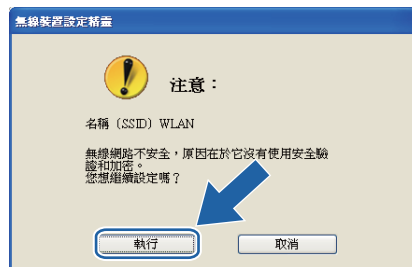 無線裝置設定精靈
注意：
名稱（SSID）WLAN
無線網路不安全，原因在於它沒有使用安全驗
證和加密。
您想繼續設定嗎？
執行
取消